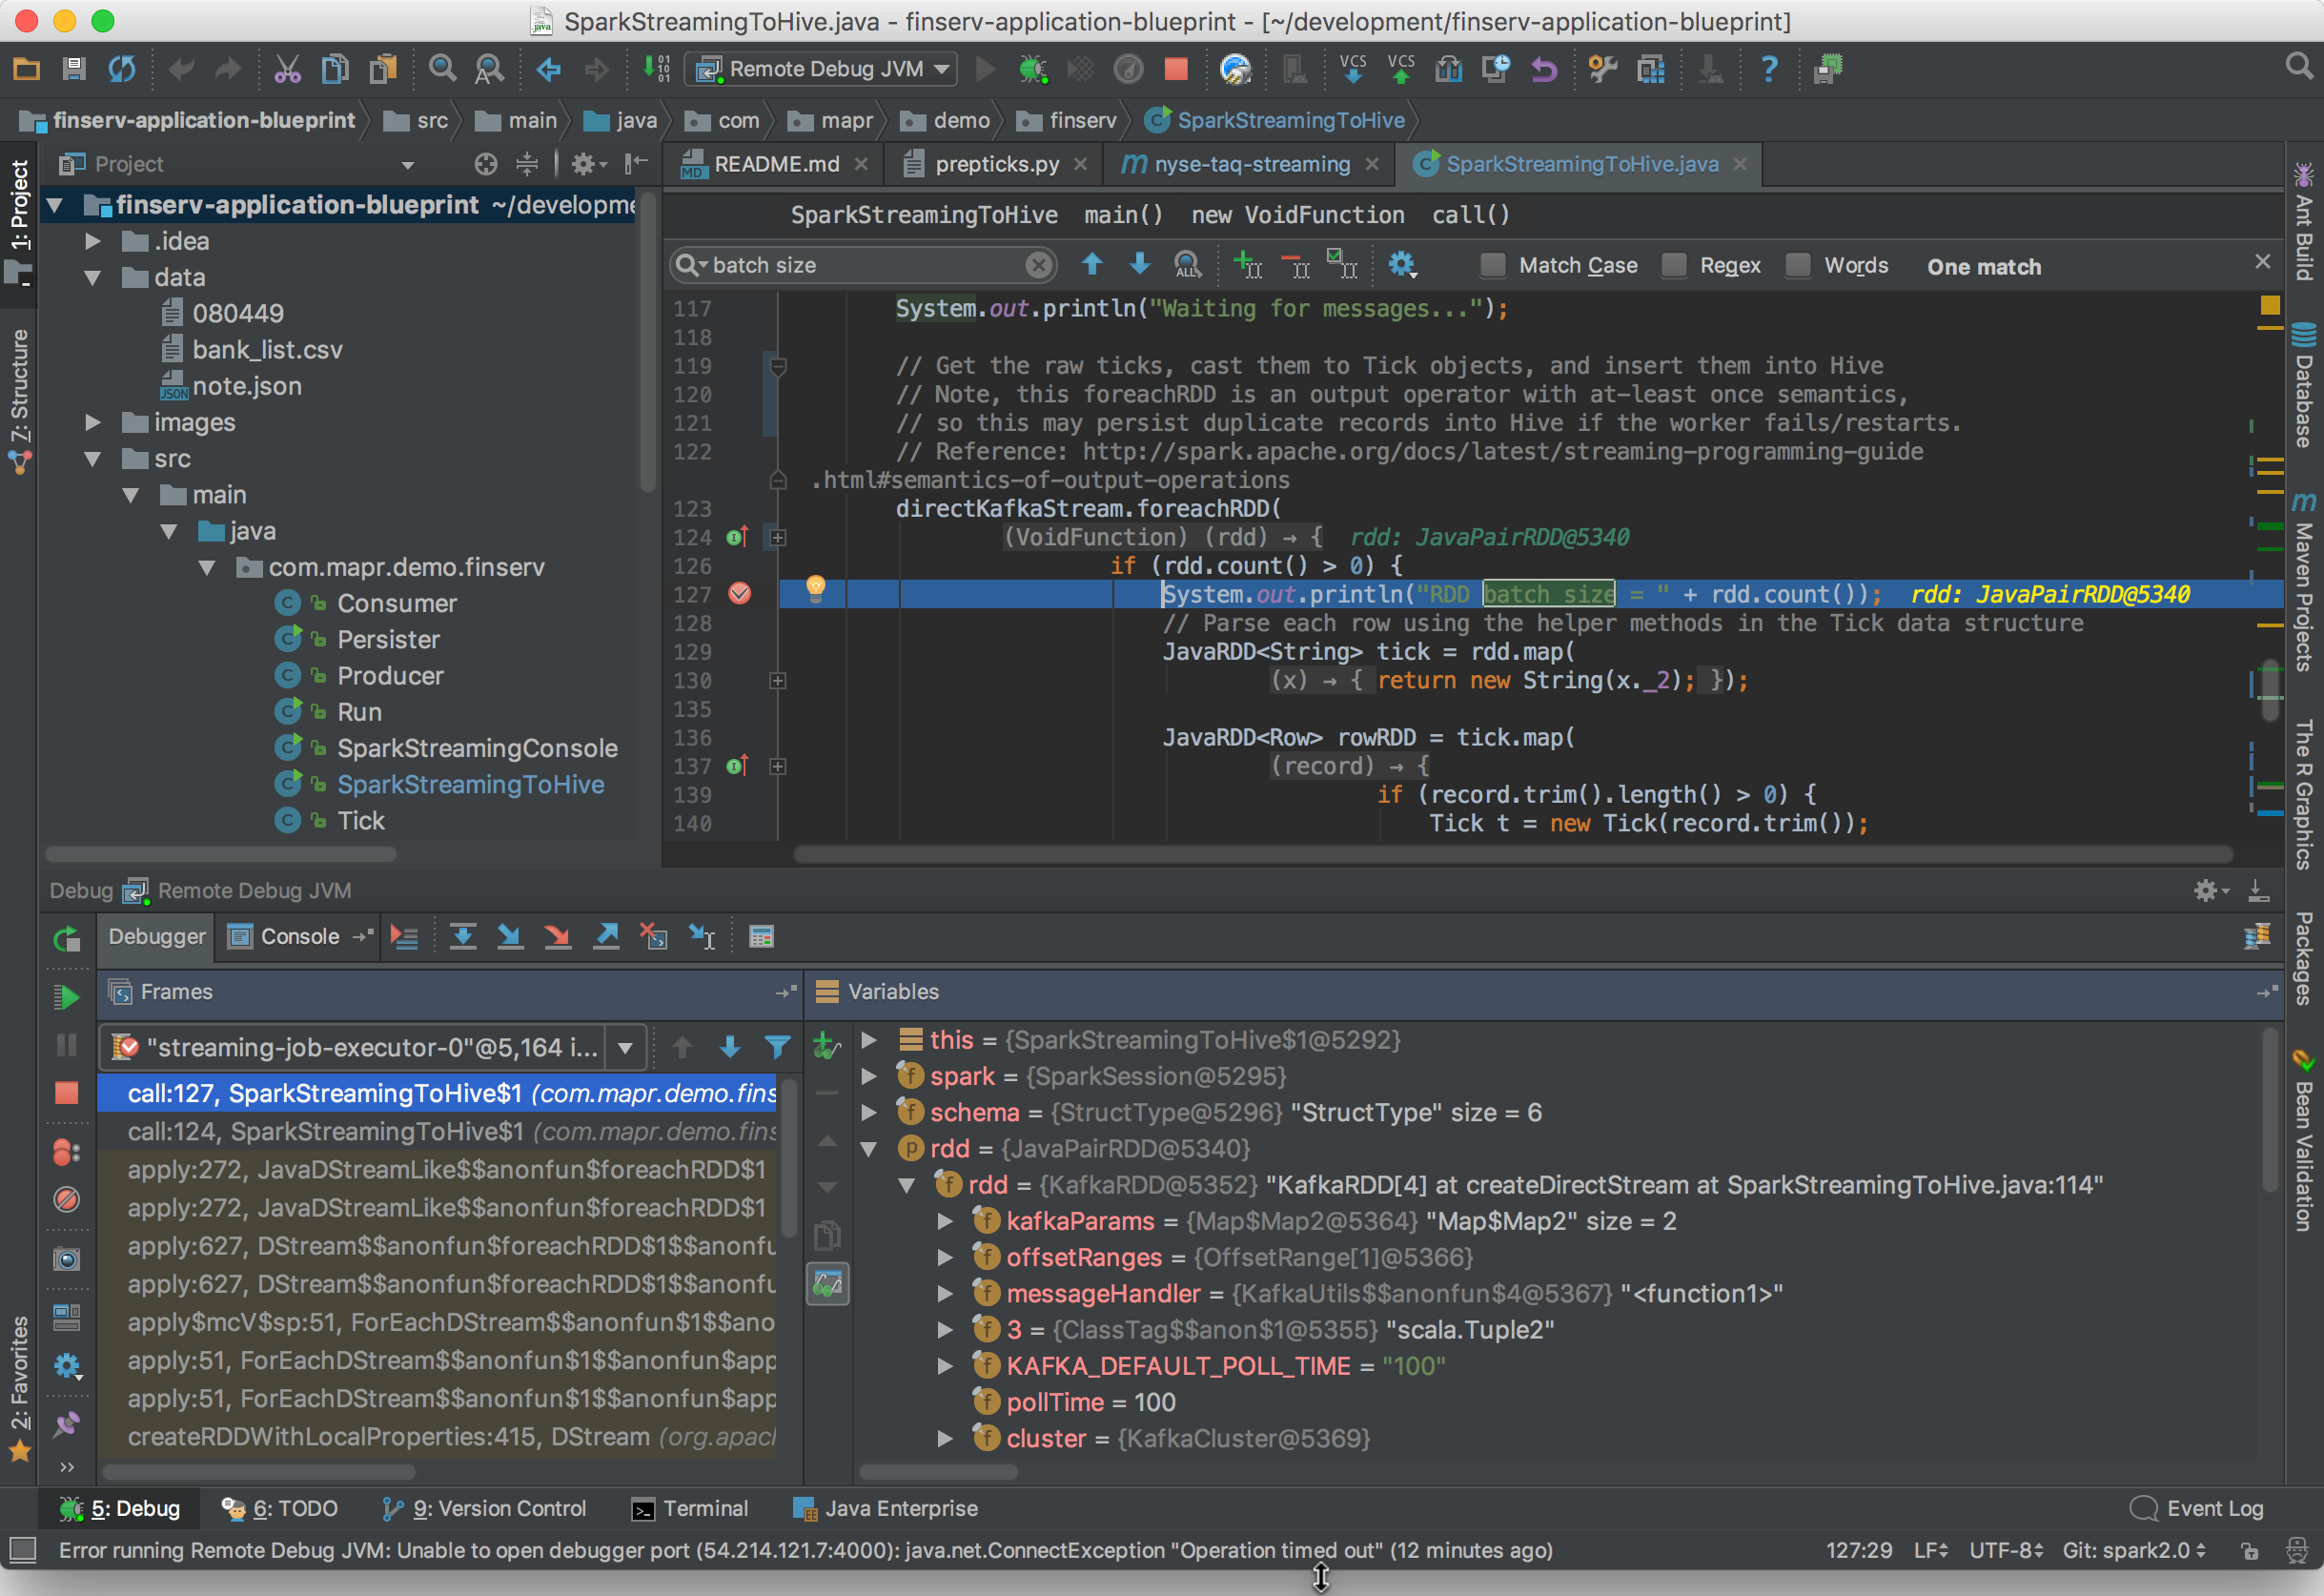 SparkStreamingToHive.java - finserv-application-blueprint - [~/development/finserv-application-blueprint]
Remote Debug JVM
VCS VCS
finserv-application-blueprint src main java com mapr demo finserv SparkStreamingToHive
Project
README.md prepticks.py nyse-taq-streaming SparkStreamingToHive.java
1: Project
Z: Structure
2: Favorites
finserv-application-blueprint ~/developme
.idea
data
080449
bank_list.csv
note.json
images
src
main
java
com.mapr.demo.finserv
Consumer
Persister
Producer
Run
SparkStreamingConsole
SparkStreamingToHive
Tick
SparkStreamingToHive main() new VoidFunction call()
batch size Match Case Regex Words One match
117 System.out.println("Waiting for messages...");
118
119 // Get the raw ticks, cast them to Tick objects, and insert them into Hive
120 // Note, this foreachRDD is an output operator with at-least once semantics,
121 // so this may persist duplicate records into Hive if the worker fails/restarts.
122 // Reference: http://spark.apache.org/docs/latest/streaming-programming-guide
.html#semantics-of-output-operations
123 directKafkaStream.foreachRDD(
124 (VoidFunction) (rdd) → { rdd: JavaPairRDD@5340
126 if (rdd.count() > 0) {
127 System.out.println("RDD batch size = " + rdd.count()); rdd: JavaPairRDD@5340
128 // Parse each row using the helper methods in the Tick data structure
129 JavaRDD<String> tick = rdd.map(
130 (x) → { return new String(x._2); });
135
136 JavaRDD<Row> rowRDD = tick.map(
137 (record) → {
139 if (record.trim().length() > 0) {
140 Tick t = new Tick(record.trim());
Ant Build
Database
Maven Projects
The R Graphics
Packages
Bean Validation
Debug Remote Debug JVM
Debugger Console
Frames
"streaming-job-executor-0"@5,164 i...
call:127, SparkStreamingToHive$1 (com.mapr.demo.fins
call:124, SparkStreamingToHive$1 (com.mapr.demo.fins
apply:272, JavaDStreamLike$$anonfun$foreachRDD$1
apply:272, JavaDStreamLike$$anonfun$foreachRDD$1
apply:627, DStream$$anonfun$foreachRDD$1$$anonfu
apply:627, DStream$$anonfun$foreachRDD$1$$anonfu
apply$mcV$sp:51, ForEachDStream$$anonfun$1$$ano
apply:51, ForEachDStream$$anonfun$1$$anonfun$app
apply:51, ForEachDStream$$anonfun$1$$anonfun$app
createRDDWithLocalProperties:415, DStream (org.apac
Variables
this = {SparkStreamingToHive$1@5292}
spark = {SparkSession@5295}
schema = {StructType@5296} "StructType" size = 6
rdd = {JavaPairRDD@5340}
rdd = {KafkaRDD@5352} "KafkaRDD[4] at createDirectStream at SparkStreamingToHive.java:114"
kafkaParams = {Map$Map2@5364} "Map$Map2" size = 2
offsetRanges = {OffsetRange[1]@5366}
messageHandler = {KafkaUtils$$anonfun$4@5367} "<function1>"
3 = {ClassTag$$anon$1@5355} "scala.Tuple2"
KAFKA_DEFAULT_POLL_TIME = "100"
pollTime = 100
cluster = {KafkaCluster@5369}
5: Debug 6: TODO 9: Version Control Terminal Java Enterprise Event Log
Error running Remote Debug JVM: Unable to open debugger port (54.214.121.7:4000): java.net.ConnectException "Operation timed out" (12 minutes ago) 127:29 LF UTF-8 Git: spark2.0